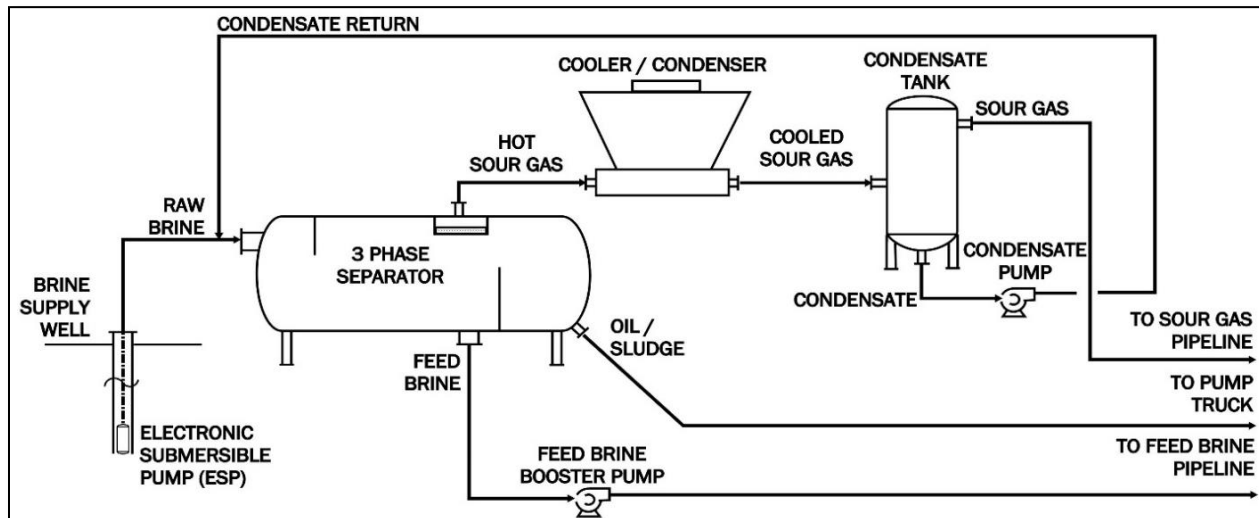 CONDENSATE RETURN
COOLER / CONDENSER
CONDENSATE
TANK
SOUR GAS
HOT
SOUR GAS
COOLED
SOUR GAS
RAW
BRINE
3 PHASE
SEPARATOR
CONDENSATE
PUMP
BRINE
SUPPLY
WELL
CONDENSATE
OIL /
SLUDGE
TO SOUR GAS
PIPELINE
FEED
BRINE
TO PUMP
TRUCK
ELECTRONIC
SUBMERSIBLE
PUMP (ESP)
FEED BRINE
BOOSTER PUMP
TO FEED BRINE
PIPELINE